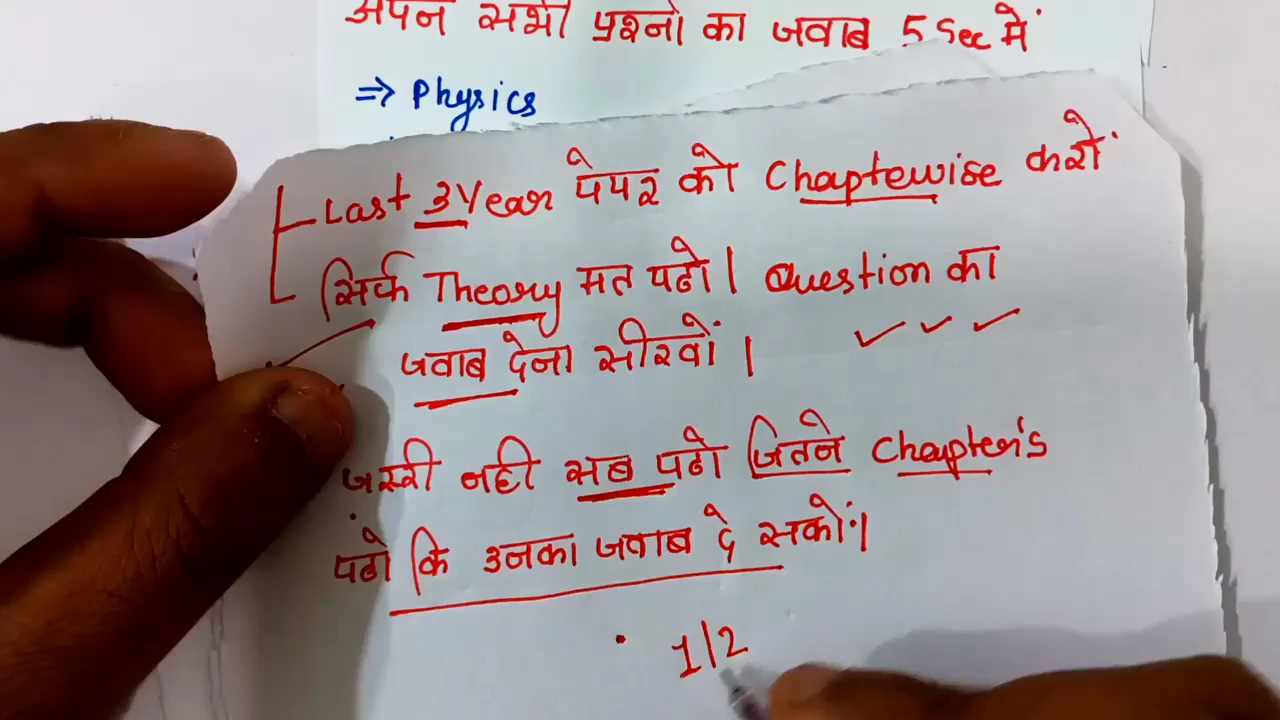 अपने सभी प्रश्नो का जवाब 5 Sec में
⇒ Physics
Last 3 Year पेपर को Chaptewise करों
सिर्फ Theory मत पढो। Question का
जवाब देना सीखों।
जरुरी नही सब पढो जितने Chapter's
पढो कि उनका जवाब दे सकों।
1|2